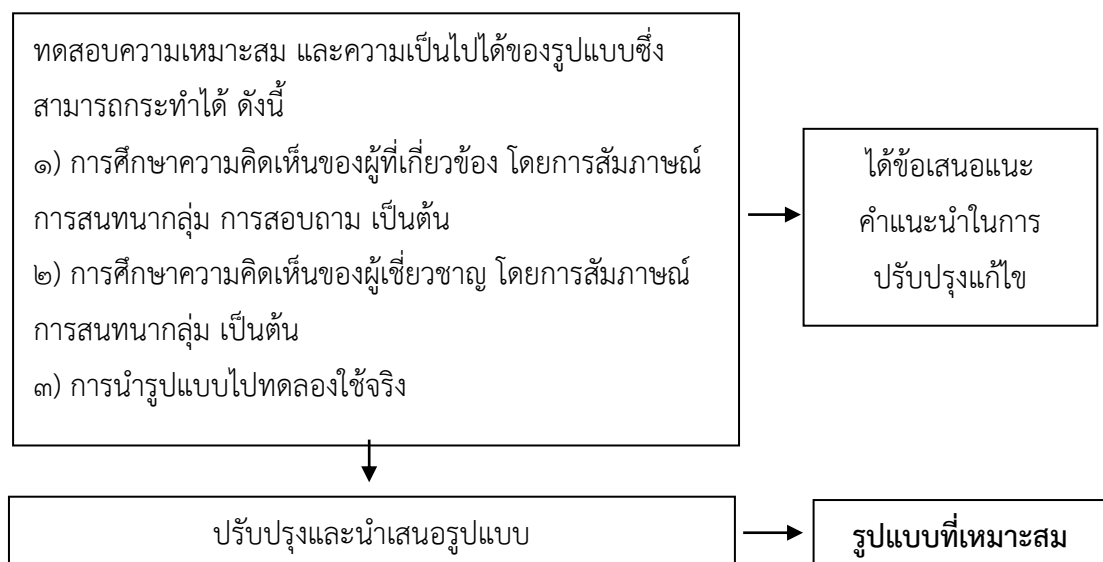 ทดสอบความเหมาะสม และความเป็นไปได้ของรูปแบบซึ่ง
สามารถกระทำได้ ดังนี้
๑) การศึกษาความคิดเห็นของผู้ที่เกี่ยวข้อง โดยการสัมภาษณ์
การสนทนากลุ่ม การสอบถาม เป็นต้น
๒) การศึกษาความคิดเห็นของผู้เชี่ยวชาญ โดยการสัมภาษณ์
การสนทนากลุ่ม เป็นต้น
๓) การนำรูปแบบไปทดลองใช้จริง
ได้ข้อเสนอแนะ
คำแนะนำในการ
ปรับปรุงแก้ไข
ปรับปรุงและนำเสนอรูปแบบ
รูปแบบที่เหมาะสม